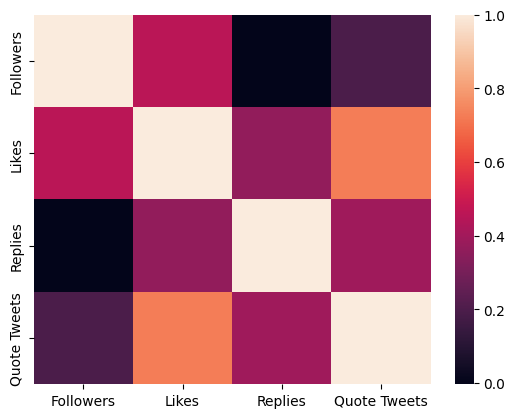 Followers
Likes
Replies
Quote Tweets
Followers
Likes
Replies
Quote Tweets
1.0
0.8
0.6
0.4
0.2
0.0